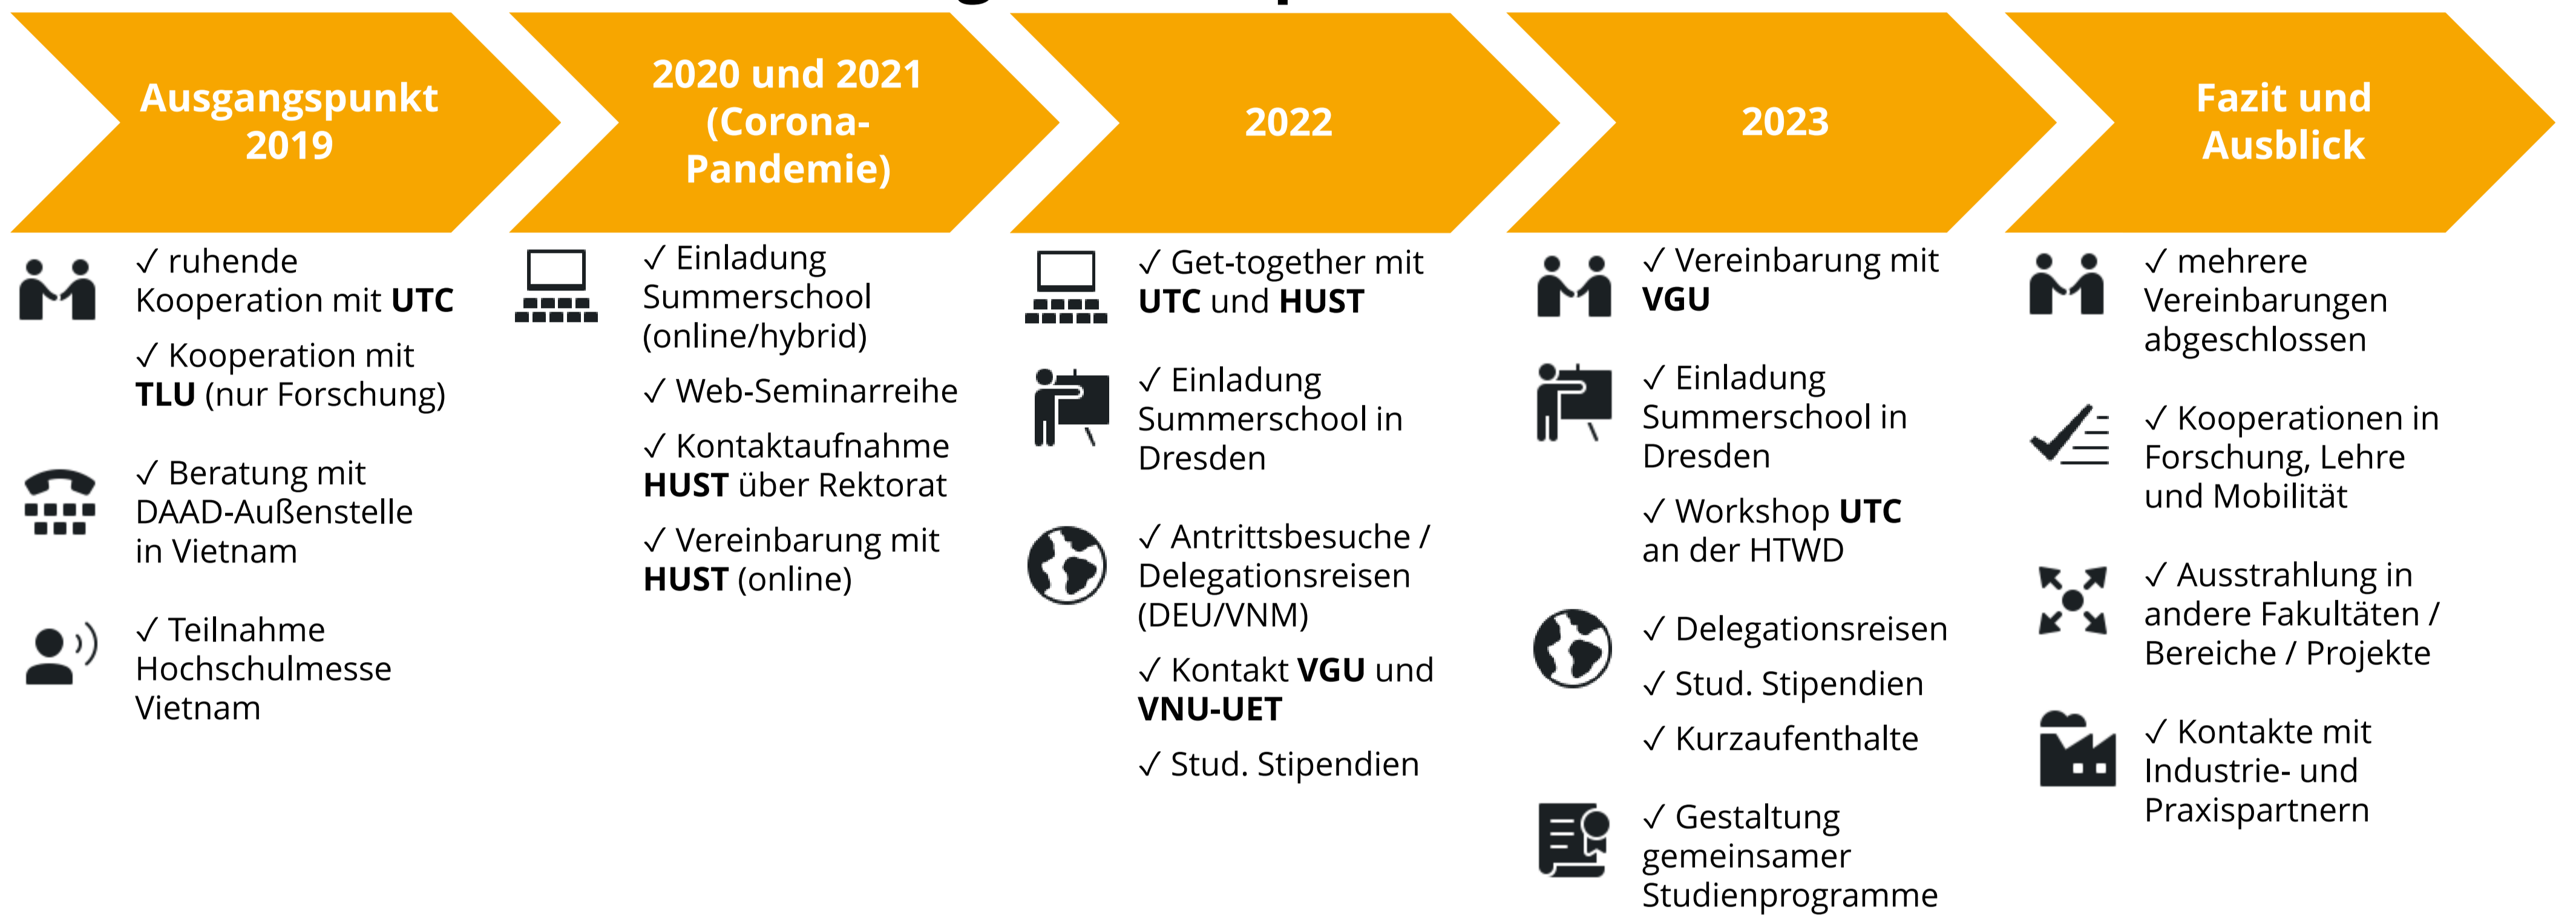 Ausgangspunkt
2019
✓ ruhende
Kooperation mit UTC
✓ Kooperation mit
TLU (nur Forschung)
✓ Beratung mit
DAAD-Außenstelle
in Vietnam
✓ Teilnahme
Hochschulmesse
Vietnam
2020 und 2021
(Corona-
Pandemie)
✓ Einladung
Summerschool
(online/hybrid)
✓ Web-Seminarreihe
✓ Kontaktaufnahme
HUST über Rektorat
✓ Vereinbarung mit
HUST (online)
2022
✓ Get-together mit
UTC und HUST
✓ Einladung
Summerschool in
Dresden
✓ Antrittsbesuche /
Delegationsreisen
(DEU/VNM)
✓ Kontakt VGU und
VNU-UET
✓ Stud. Stipendien
2023
✓ Vereinbarung mit
VGU
✓ Einladung
Summerschool in
Dresden
✓ Workshop UTC
an der HTWD
✓ Delegationsreisen
✓ Stud. Stipendien
✓ Kurzaufenthalte
✓ Gestaltung
gemeinsamer
Studienprogramme
Fazit und
Ausblick
✓ mehrere
Vereinbarungen
abgeschlossen
✓ Kooperationen in
Forschung, Lehre
und Mobilität
✓ Ausstrahlung in
andere Fakultäten /
Bereiche / Projekte
✓ Kontakte mit
Industrie- und
Praxispartnern